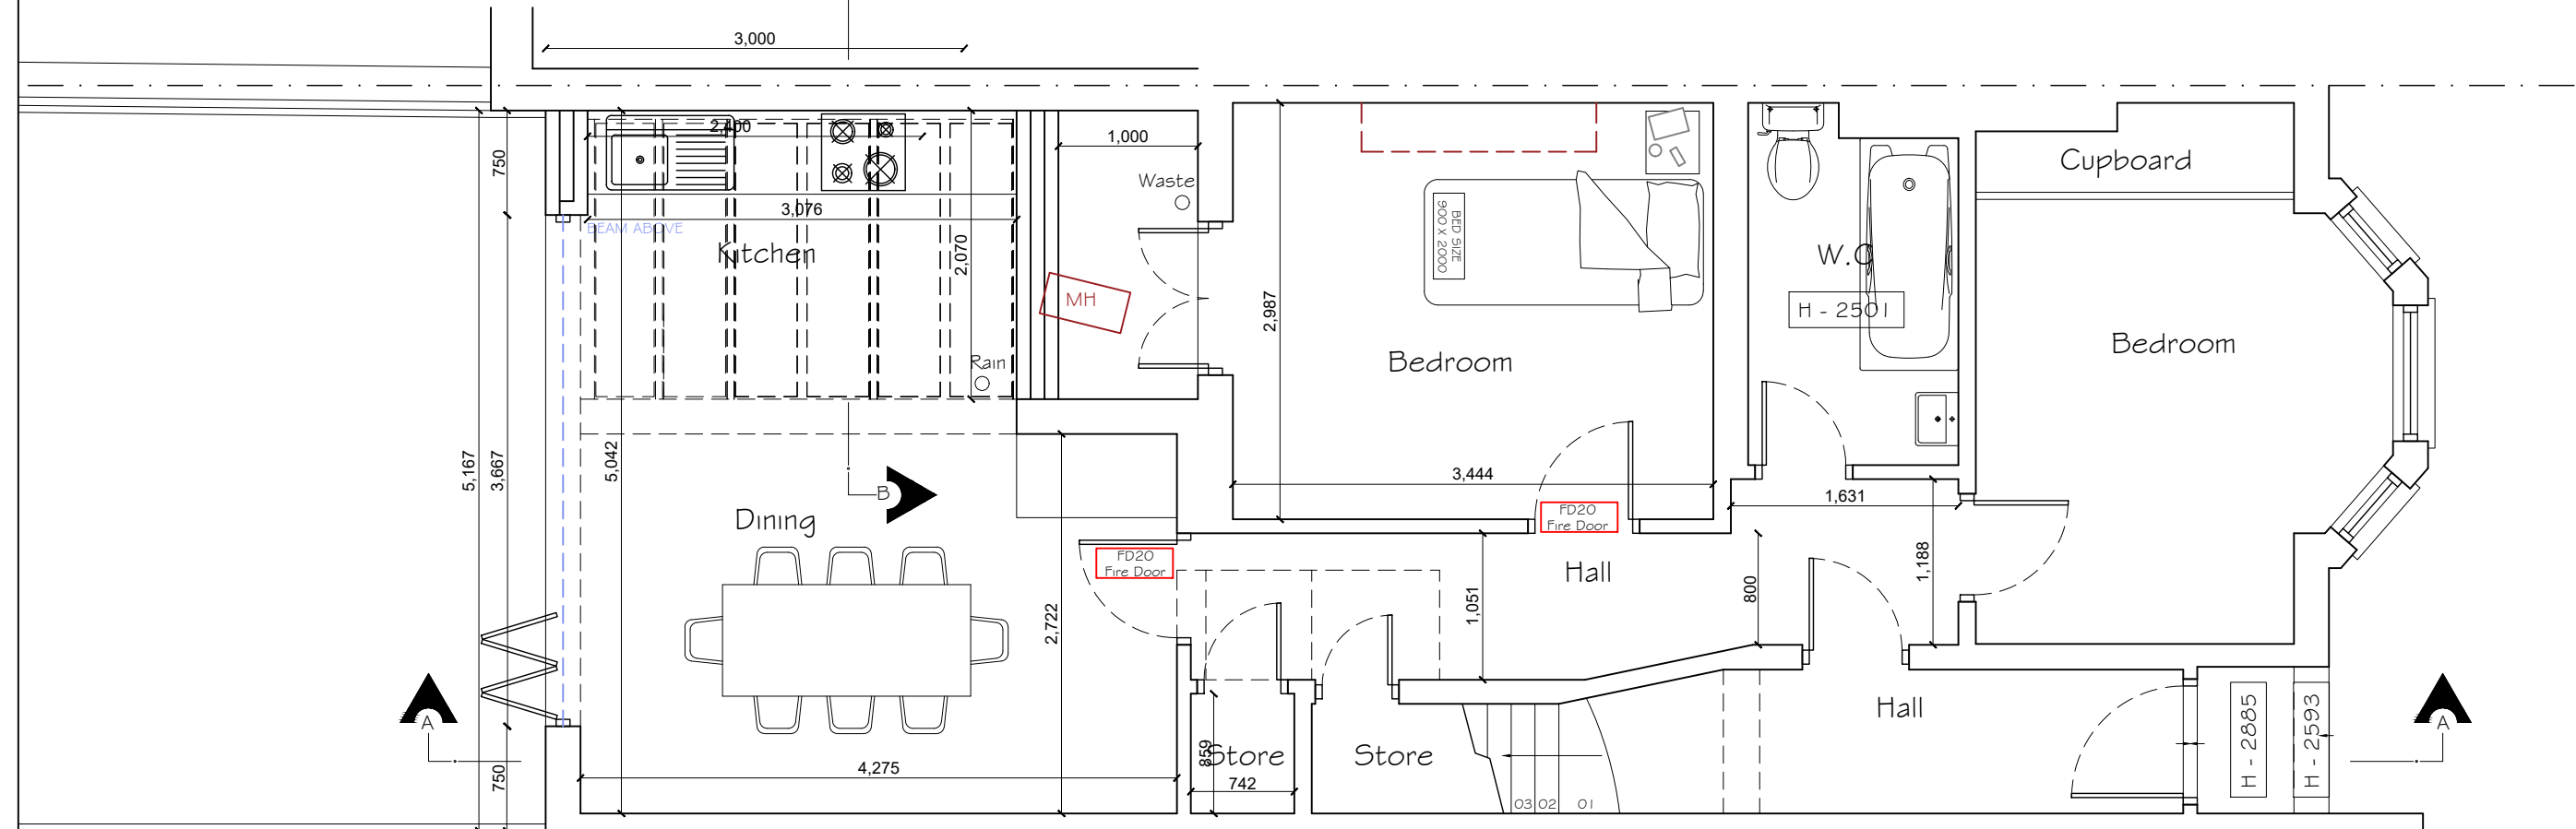 3,000
2,400
750
1,000
Waste
Cupboard
3,076
BEAM ABOVE
Kitchen
2,070
BED SIZE
900 X 2000
W.C
MH
H - 2501
2,987
Bedroom
Rain
Bedroom
5,167
3,667
5,042
3,444
1,631
B
Dining
FD20
Fire Door
FD20
Fire Door
Hall
1,188
800
1,051
2,722
A
Hall
H - 2885
H - 2593
A
859
Store
Store
4,275
742
750
03 02 01